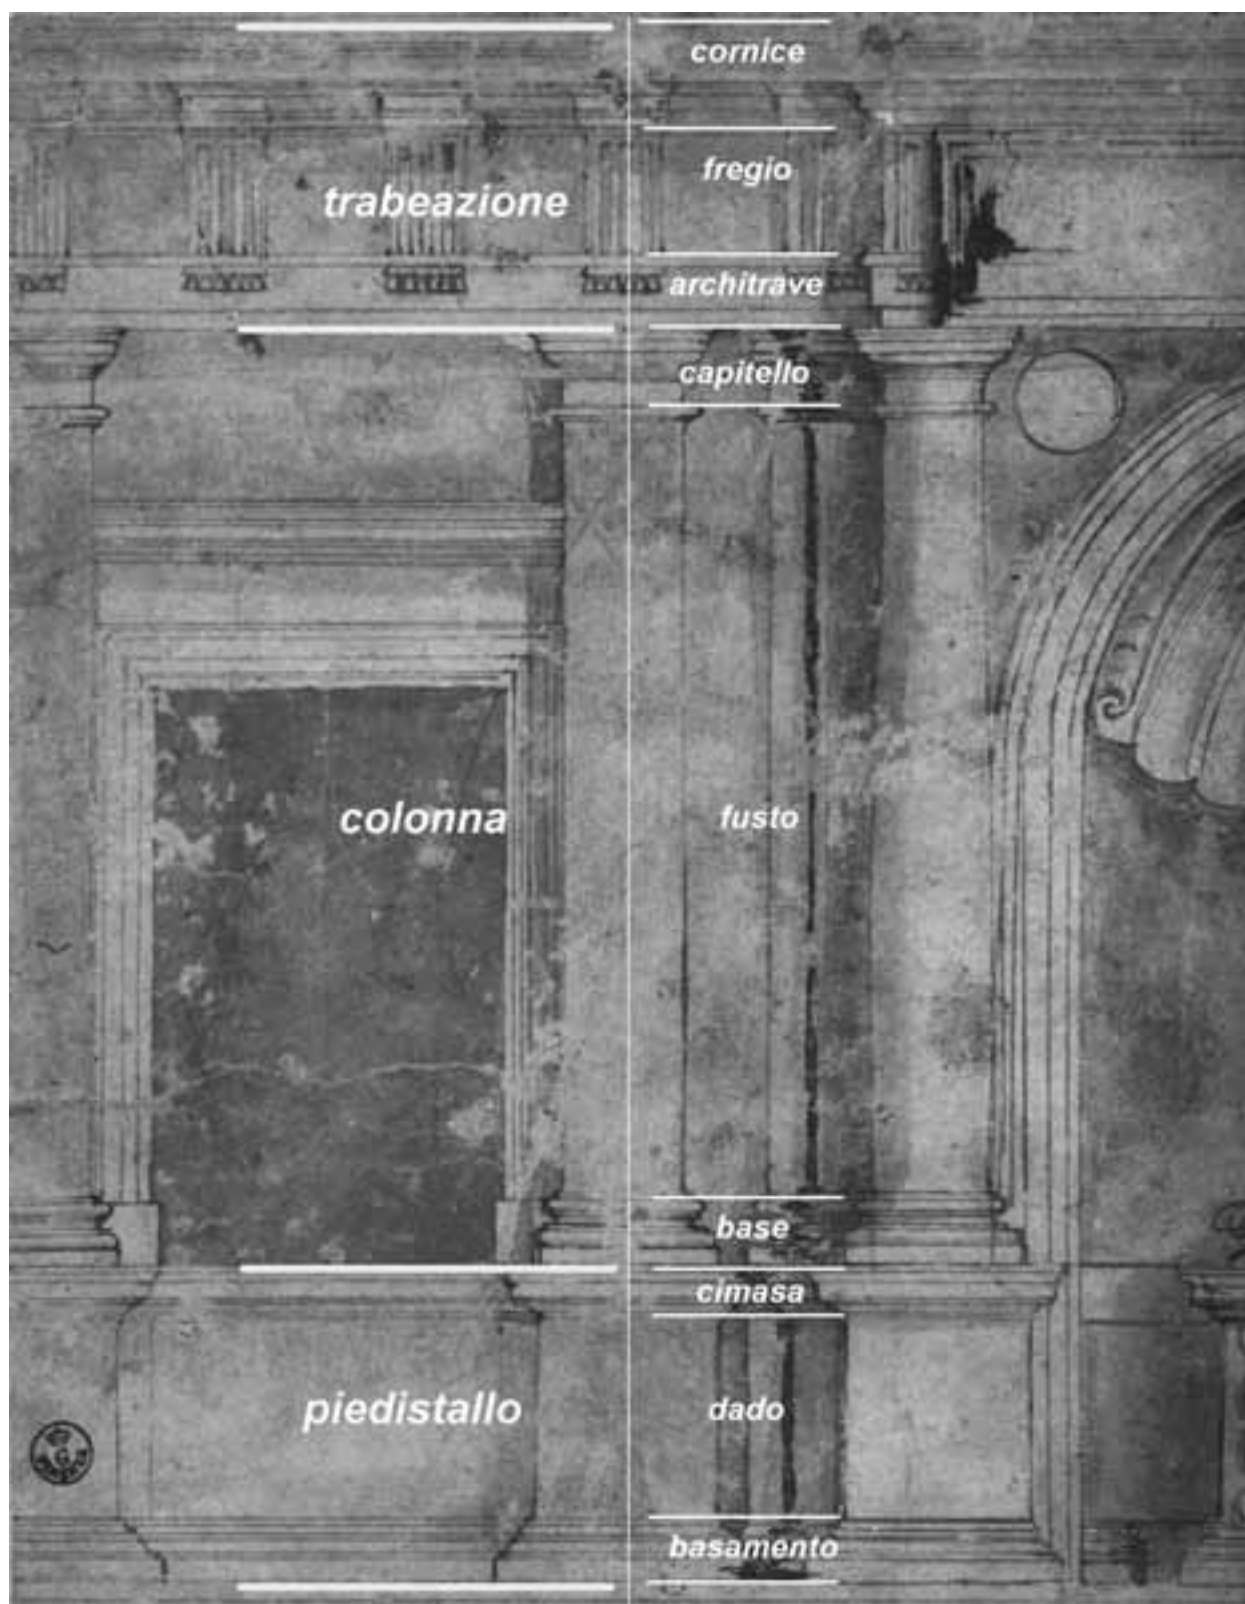 cornice
fregio
trabeazione
architrave
capitello
colonna
fusto
base
cimasa
piedistallo
dado
basamento